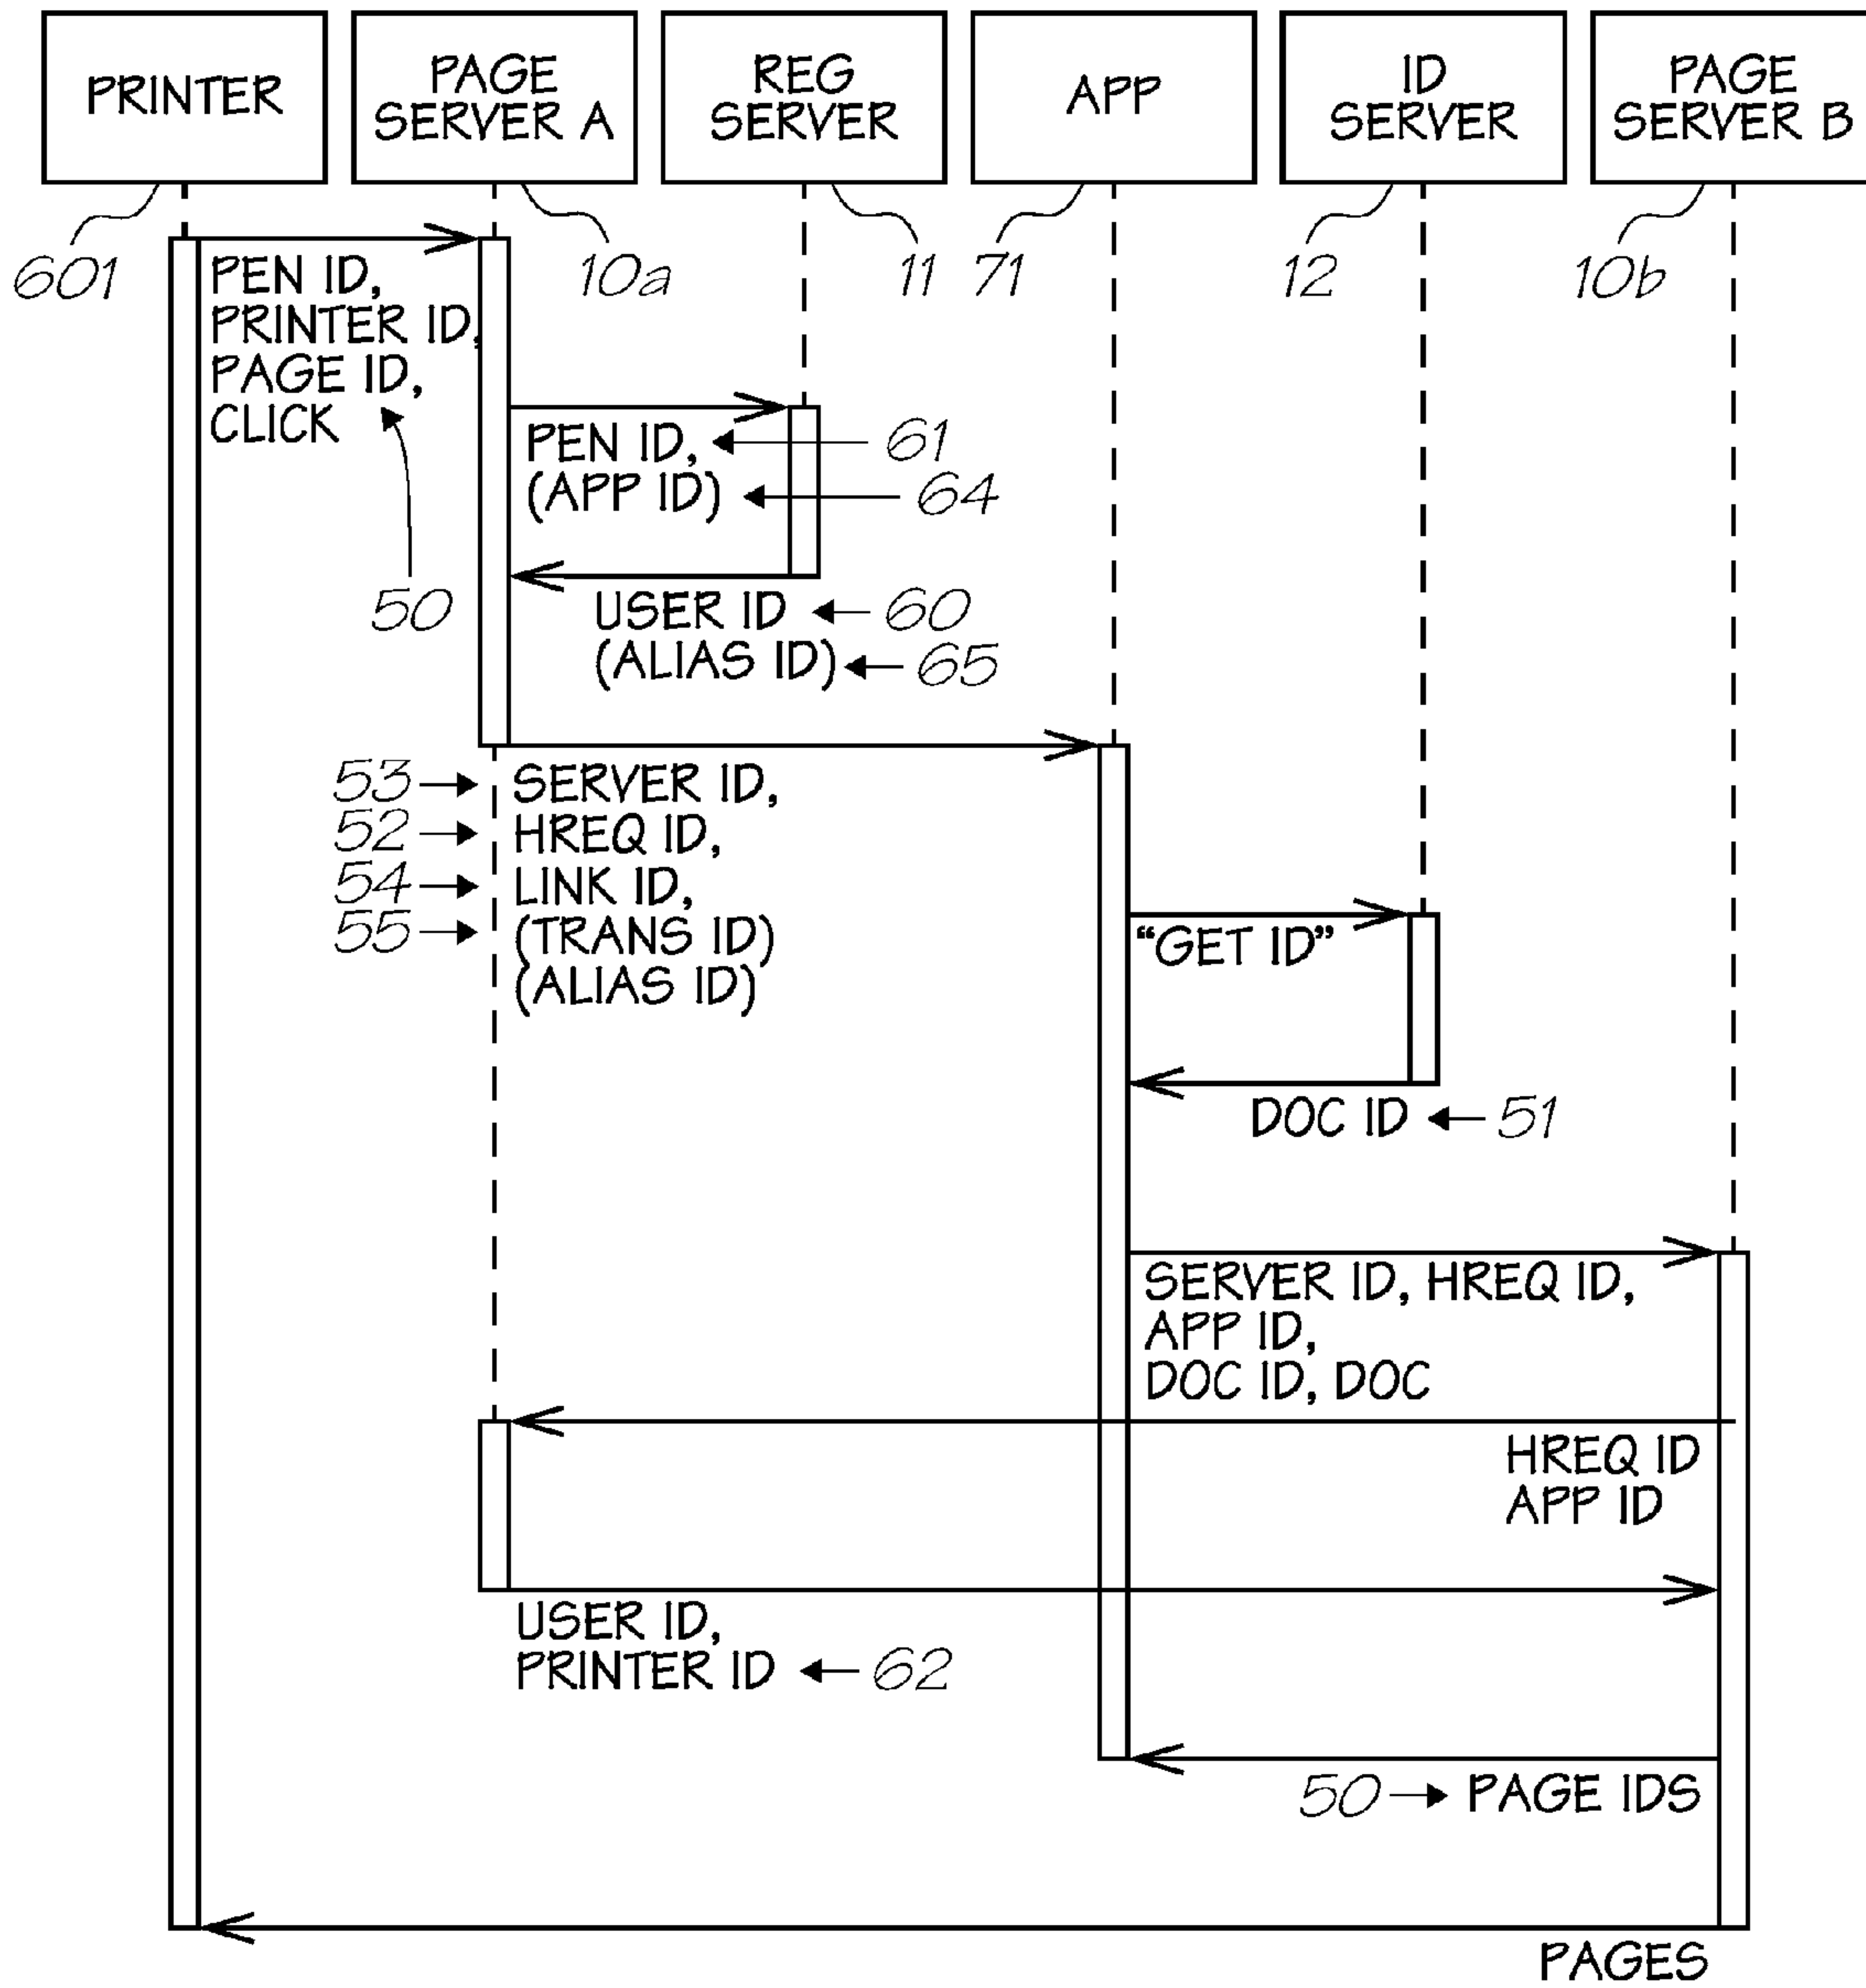 PRINTER
PAGE
SERVER A
REG
SERVER
APP
ID
SERVER
PAGE
SERVER B
601
10a
11
71
12
10b
PEN ID,
PRINTER ID,
PAGE ID,
CLICK
50
PEN ID,
(APP ID)
61
64
USER ID
(ALIAS ID)
60
65
53
52
54
55
SERVER ID,
HREQ ID,
LINK ID,
(TRANS ID)
(ALIAS ID)
“GET ID”
DOC ID
51
SERVER ID, HREQ ID,
APP ID,
DOC ID, DOC
HREQ ID
APP ID
USER ID,
PRINTER ID
62
50
PAGE IDS
PAGES